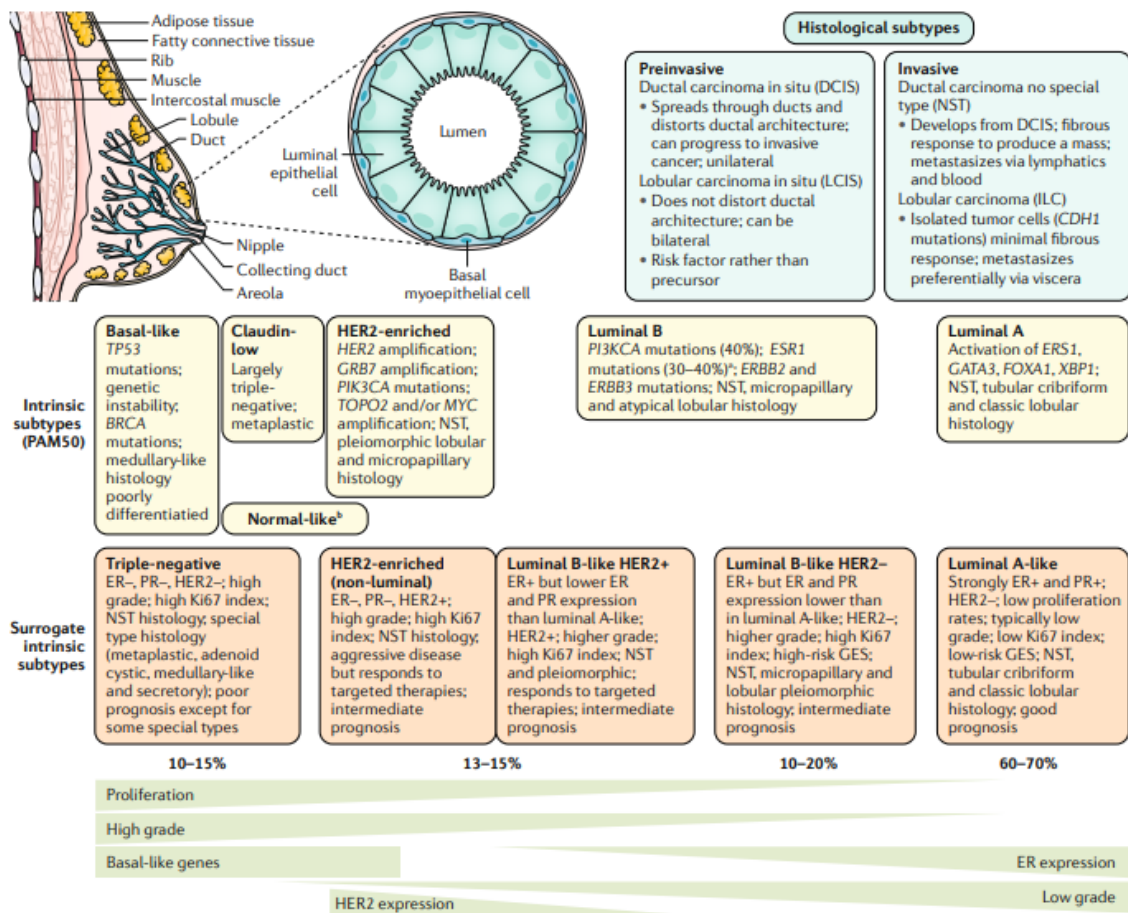 Adipose tissue
Fatty connective tissue
Rib
Muscle
Intercostal muscle
Lobule
Duct
Nipple
Collecting duct
Areola
Lumen
Luminal
epithelial
cell
Basal
myoepithelial cell
Histological subtypes
Preinvasive
Ductal carcinoma in situ (DCIS)
• Spreads through ducts and
distorts ductal architecture;
can progress to invasive
cancer; unilateral
Lobular carcinoma in situ (LCIS)
• Does not distort ductal
architecture; can be
bilateral
• Risk factor rather than
precursor
Invasive
Ductal carcinoma no special
type (NST)
• Develops from DCIS; fibrous
response to produce a mass;
metastasizes via lymphatics
and blood
Lobular carcinoma (ILC)
• Isolated tumor cells (CDH1
mutations) minimal fibrous
response; metastasizes
preferentially via viscera
Intrinsic
subtypes
(PAM50)
Basal-like
TP53
mutations;
genetic
instability;
BRCA
mutations;
medullary-like
histology
poorly
differentiatied
Claudin-
low
Largely
triple-
negative;
metaplastic
HER2-enriched
HER2 amplification;
GRB7 amplification;
PIK3CA mutations;
TOPO2 and/or MYC
amplification; NST,
pleiomorphic lobular
and micropapillary
histology
Normal-likeᵇ
Luminal B
PI3KCA mutations (40%); ESR1
mutations (30–40%)ᵃ; ERBB2 and
ERBB3 mutations; NST, micropapillary
and atypical lobular histology
Luminal A
Activation of ERS1,
GATA3, FOXA1, XBP1;
NST, tubular cribriform
and classic lobular
histology
Surrogate
intrinsic
subtypes
Triple-negative
ER–, PR–, HER2–; high
grade; high Ki67 index;
NST histology; special
type histology
(metaplastic, adenoid
cystic, medullary-like
and secretory); poor
prognosis except for
some special types
HER2-enriched
(non-luminal)
ER–, PR–, HER2+;
high grade; high Ki67
index; NST histology;
aggressive disease
but responds to
targeted therapies;
intermediate
prognosis
Luminal B-like HER2+
ER+ but lower ER
and PR expression
than luminal A-like;
HER2+; higher grade;
high Ki67 index; NST
and pleiomorphic;
responds to targeted
therapies; intermediate
prognosis
Luminal B-like HER2–
ER+ but ER and PR
expression lower than
in luminal A-like; HER2–;
higher grade; high Ki67
index; high-risk GES;
NST, micropapillary and
lobular pleiomorphic
histology; intermediate
prognosis
Luminal A-like
Strongly ER+ and PR+;
HER2–; low proliferation
rates; typically low
grade; low Ki67 index;
low-risk GES; NST,
tubular cribriform
and classic lobular
histology; good
prognosis
10–15%
13–15%
10–20%
60–70%
Proliferation
High grade
Basal-like genes
ER expression
Low grade
HER2 expression